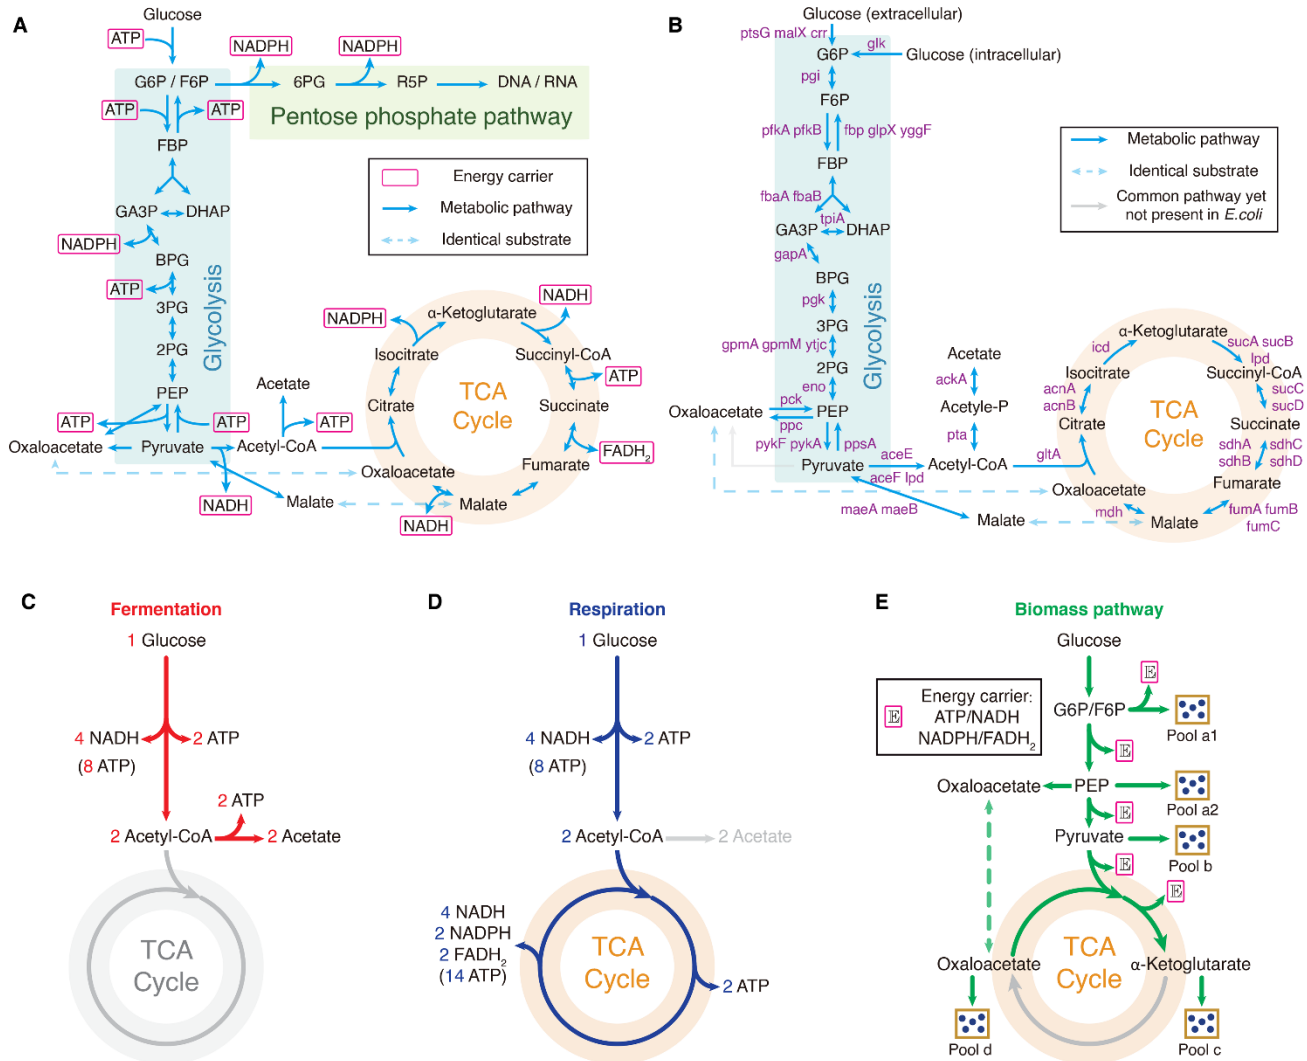 A
Glucose
ATP
NADPH
NADPH
G6P / F6P
6PG
R5P
DNA / RNA
ATP
ATP
Pentose phosphate pathway
FBP
GA3P
DHAP
NADPH
BPG
ATP
3PG
2PG
PEP
Glycolysis
Energy carrier
Metabolic pathway
Identical substrate
NADPH
α-Ketoglutarate
NADH
Isocitrate
Succinyl-CoA
ATP
Acetate
TCA
Cycle
Citrate
Succinate
ATP
ATP
ATP
Oxaloacetate
Pyruvate
Acetyl-CoA
FADH2
Oxaloacetate
Fumarate
NADH
Malate
Malate
NADH
B
Glucose (extracellular)
ptsG malX crr
glk
G6P
Glucose (intracellular)
pgi
F6P
pfkA pfkB
fbp glpX yggF
FBP
fbaA fbaB
tpiA
GA3P
DHAP
gapA
BPG
pgk
3PG
gpmA gpmM ytjc
2PG
eno
pck
Oxaloacetate
PEP
ppc
pykF pykA
ppsA
Pyruvate
Glycolysis
Metabolic pathway
Identical substrate
Common pathway yet
not present in E.coli
Acetate
ackA
Acetyle-P
pta
aceE
Acetyl-CoA
gltA
aceF lpd
maeA maeB
Malate
α-Ketoglutarate
icd
sucA sucB
lpd
Isocitrate
Succinyl-CoA
acnA
acnB
sucC
sucD
TCA
Cycle
Citrate
Succinate
sdhA
sdhB
sdhC
sdhD
Fumarate
Oxaloacetate
mdh
Malate
fumA fumB
fumC
C
Fermentation
1 Glucose
4 NADH
2 ATP
(8 ATP)
2 ATP
2 Acetyl-CoA
2 Acetate
TCA
Cycle
D
Respiration
1 Glucose
4 NADH
2 ATP
(8 ATP)
2 Acetyl-CoA
2 Acetate
4 NADH
2 NADPH
2 FADH2
(14 ATP)
TCA
Cycle
2 ATP
E
Biomass pathway
Glucose
E
Energy carrier:
ATP/NADH
NADPH/FADH2
E
G6P/F6P
Pool a1
E
Oxaloacetate
PEP
Pool a2
E
Pyruvate
Pool b
E
E
TCA
Cycle
Oxaloacetate
α-Ketoglutarate
Pool d
Pool c